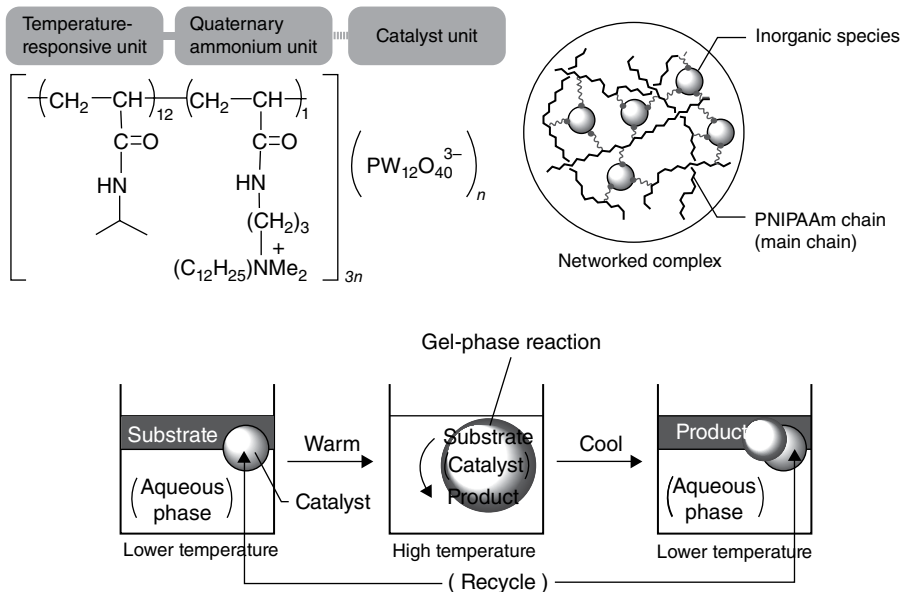 Temperature-
responsive unit
Quaternary
ammonium unit
Catalyst unit
Inorganic species
(CH2 CH)12 (CH2 CH)1
C=O C=O
HN HN
(CH2)3
+
(C12H25)NMe2
3n
(PW12O40 3–)n
PNIPAAm chain
(main chain)
Networked complex
Gel-phase reaction
Substrate
(Aqueous
phase)
Catalyst
Lower temperature
Warm
Substrate
(Catalyst)
Product
High temperature
Cool
Product
(Aqueous
phase)
Lower temperature
( Recycle )